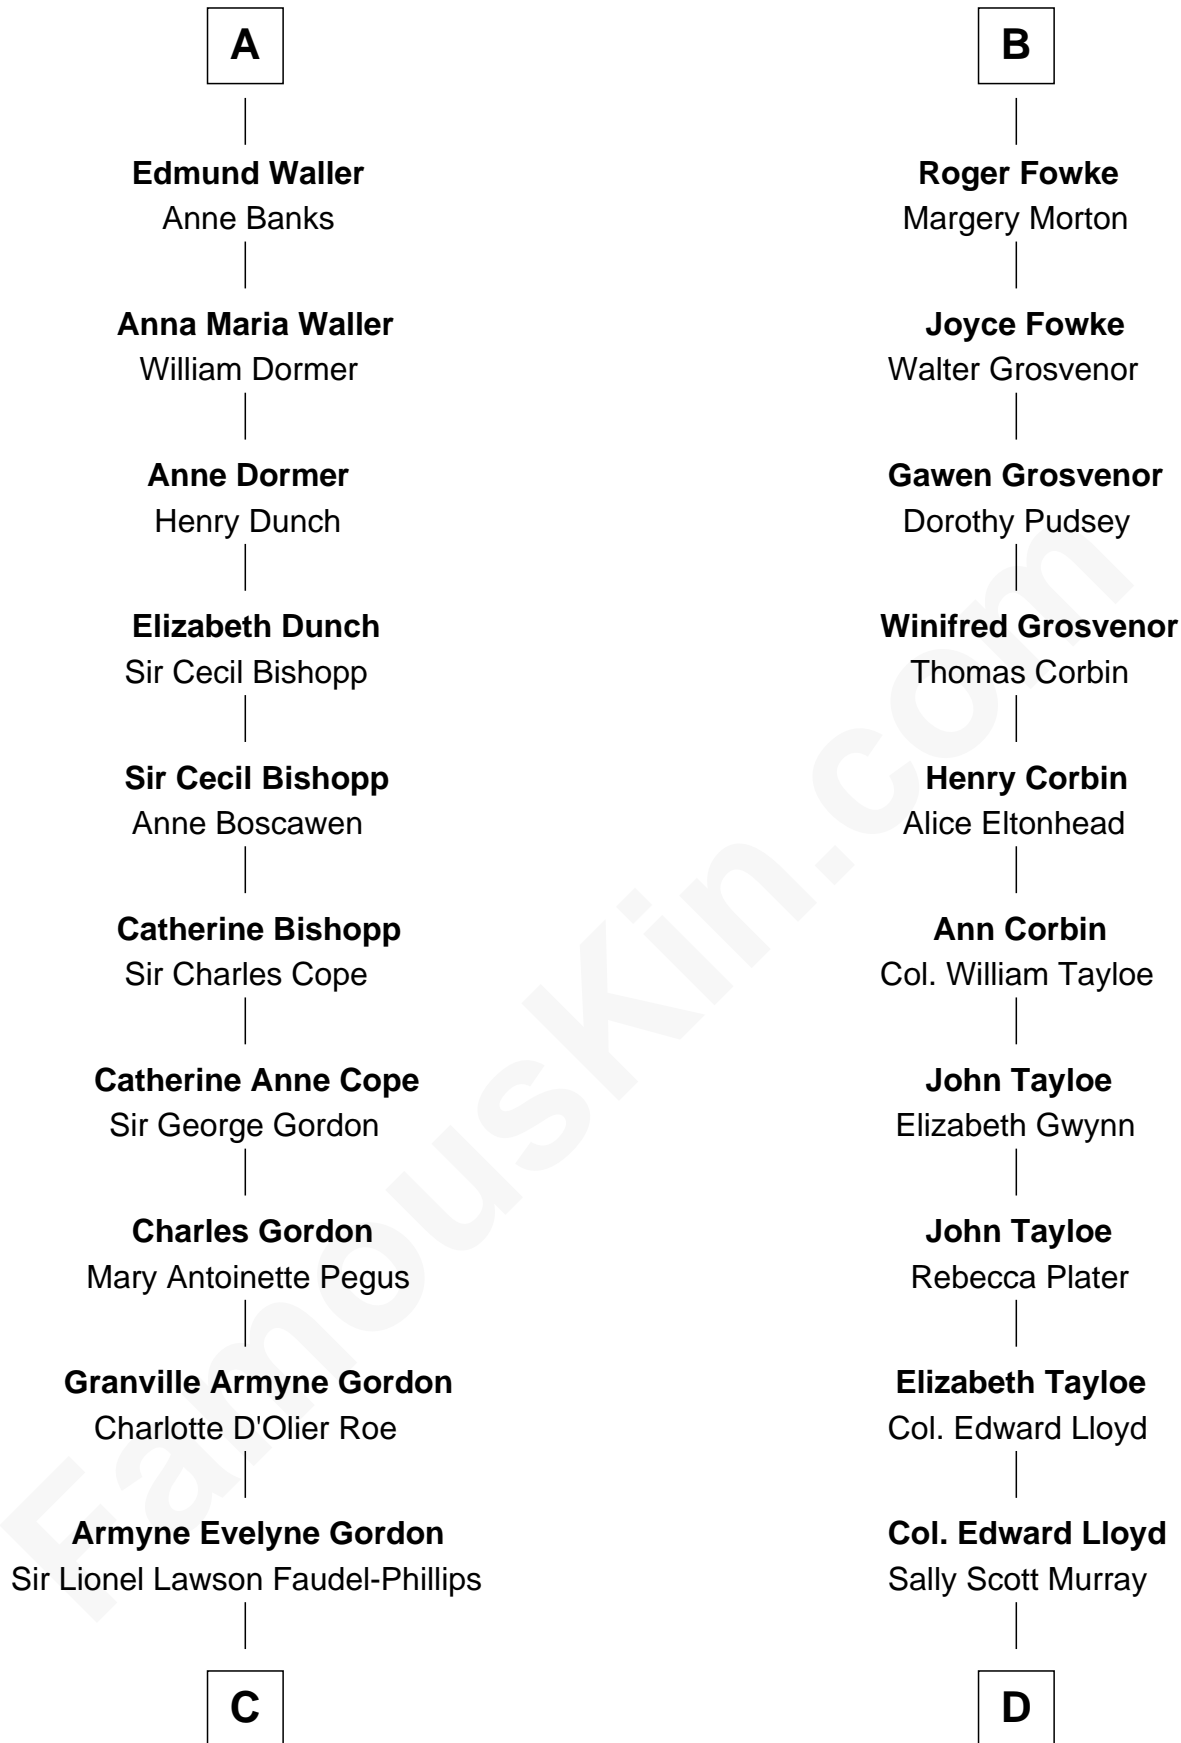 A
Edmund Waller
Anne Banks
Anna Maria Waller
William Dormer
Anne Dormer
Henry Dunch
Elizabeth Dunch
Sir Cecil Bishopp
Sir Cecil Bishopp
Anne Boscawen
Catherine Bishopp
Sir Charles Cope
Catherine Anne Cope
Sir George Gordon
Charles Gordon
Mary Antoinette Pegus
Granville Armyne Gordon
Charlotte D'Olier Roe
Armyne Evelyne Gordon
Sir Lionel Lawson Faudel-Phillips
C
B
Roger Fowke
Margery Morton
Joyce Fowke
Walter Grosvenor
Gawen Grosvenor
Dorothy Pudsey
Winifred Grosvenor
Thomas Corbin
Henry Corbin
Alice Eltonhead
Ann Corbin
Col. William Tayloe
John Tayloe
Elizabeth Gwynn
John Tayloe
Rebecca Plater
Elizabeth Tayloe
Col. Edward Lloyd
Col. Edward Lloyd
Sally Scott Murray
D
FamousKin.com